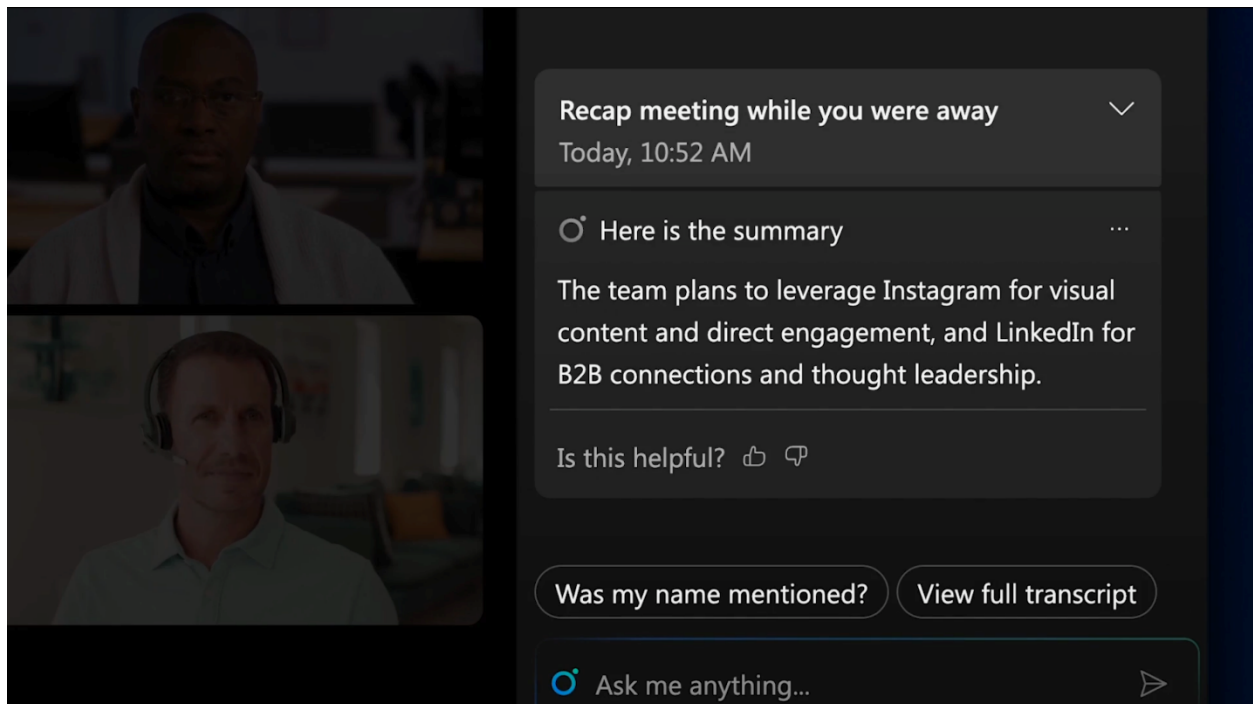 Recap meeting while you were away
Today, 10:52 AM
Here is the summary
...
The team plans to leverage Instagram for visual
content and direct engagement, and LinkedIn for
B2B connections and thought leadership.
Is this helpful?
Was my name mentioned?
View full transcript
Ask me anything...